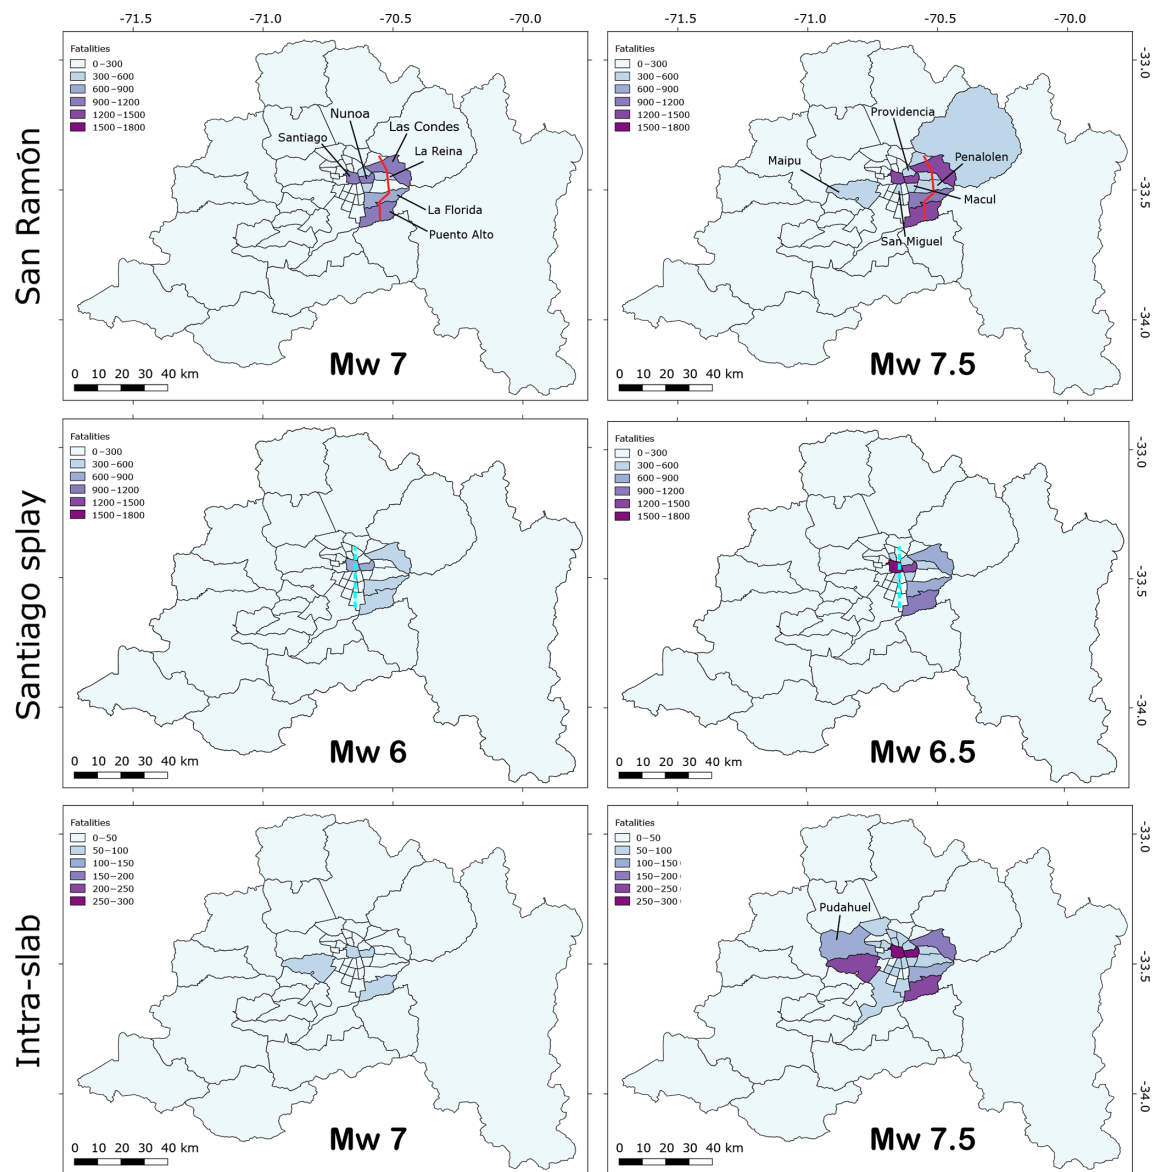 -71.5 -71.0 -70.5 -70.0 -71.5 -71.0 -70.5 -70.0
San Ramón
Fatalities
0–300
300–600
600–900
900–1200
1200–1500
1500–1800
Nunoa
Santiago
Las Condes
La Reina
La Florida
Puento Alto
Mw 7
0 10 20 30 40 km
Fatalities
0–300
300–600
600–900
900–1200
1200–1500
1500–1800
Providencia
Maipu
Penalolen
Macul
San Miguel
Mw 7.5
0 10 20 30 40 km
-33.0
-33.5
-34.0
Santiago splay
Fatalities
0–300
300–600
600–900
900–1200
1200–1500
1500–1800
Mw 6
0 10 20 30 40 km
Fatalities
0–300
300–600
600–900
900–1200
1200–1500
1500–1800
Mw 6.5
0 10 20 30 40 km
-33.0
-33.5
-34.0
Intra-slab
Fatalities
0–50
50–100
100–150
150–200
200–250
250–300
Mw 7
0 10 20 30 40 km
Fatalities
0–50
50–100
100–150
150–200
200–250
250–300
Pudahuel
Mw 7.5
0 10 20 30 40 km
-33.0
-33.5
-34.0